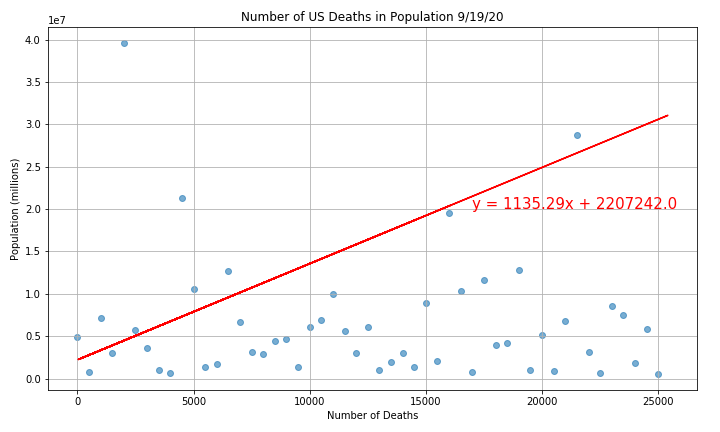 Number of US Deaths in Population 9/19/20
1e7
4.0
3.5
3.0
2.5
2.0
1.5
1.0
0.5
0.0
Population (millions)
y = 1135.29x + 2207242.0
0 5000 10000 15000 20000 25000
Number of Deaths